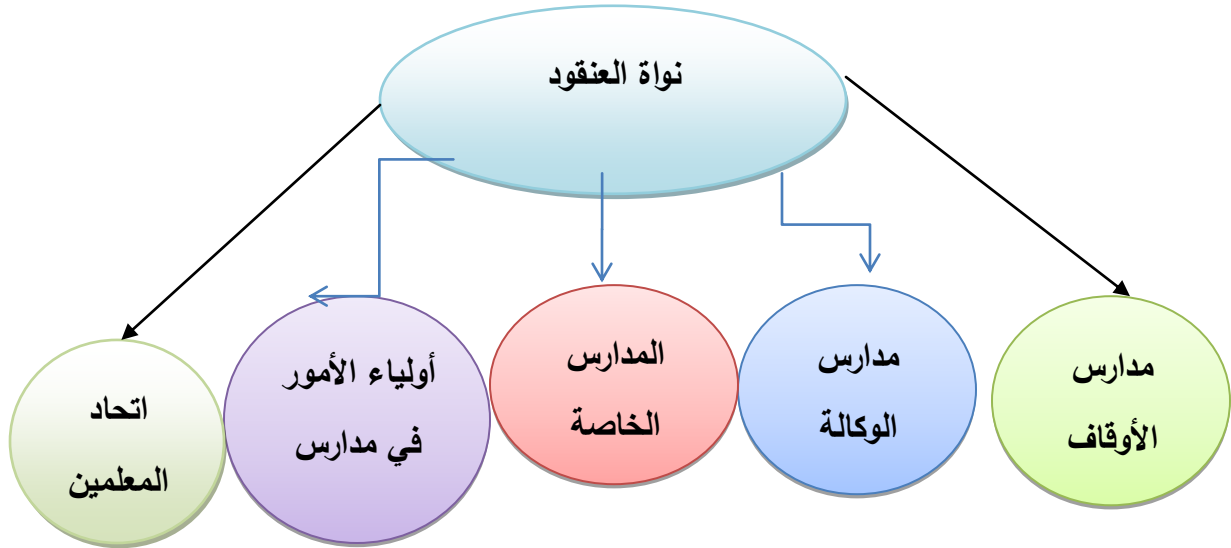 نواة العنقود
مدارس
الأوقاف
مدارس
الوكالة
المدارس
الخاصة
أولياء الأمور
في مدارس
اتحاد
المعلمين